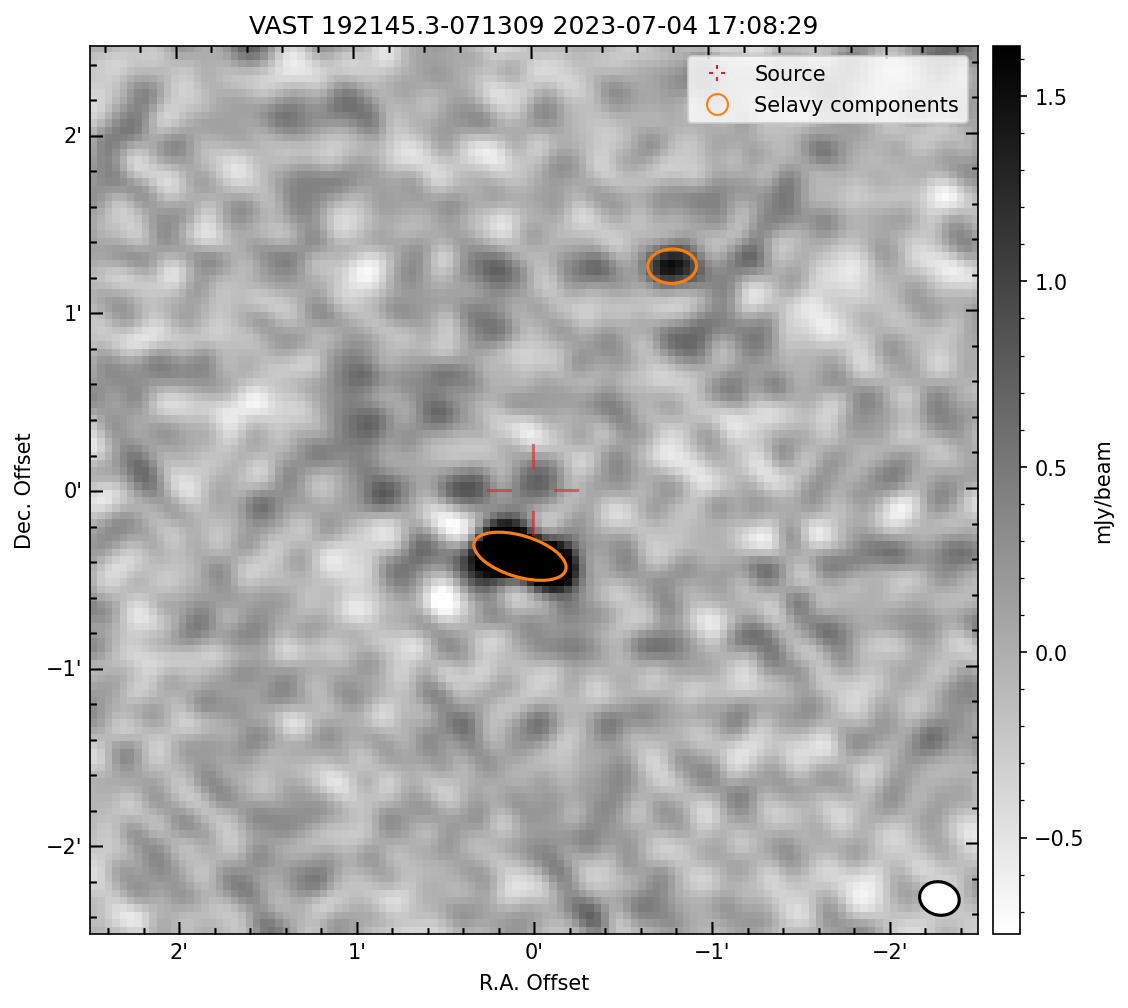 VAST 192145.3-071309 2023-07-04 17:08:29
Source
Selavy components
2'
1'
0'
−1'
−2'
Dec. Offset
2'
1'
0'
−1'
−2'
R.A. Offset
1.5
1.0
0.5
0.0
−0.5
mJy/beam